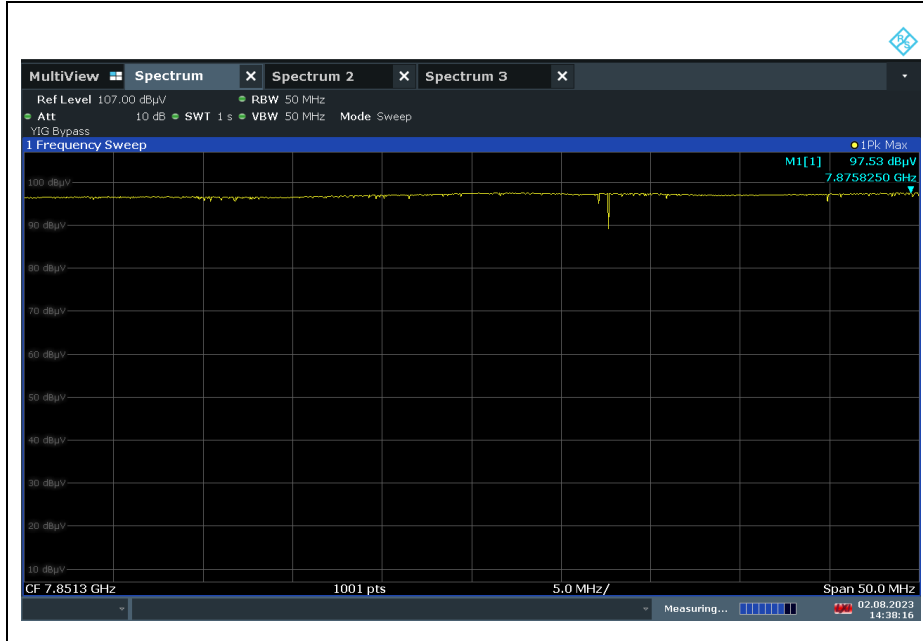 R&S
MultiView Spectrum Spectrum 2 Spectrum 3
Ref Level 107.00 dBµV RBW 50 MHz
Att 10 dB SWT 1 s VBW 50 MHz Mode Sweep
YIG Bypass
1 Frequency Sweep 1Pk Max
M1[1] 97.53 dBµV
7.8758250 GHz
100 dBµV
90 dBµV
80 dBµV
70 dBµV
60 dBµV
50 dBµV
40 dBµV
30 dBµV
20 dBµV
10 dBµV
CF 7.8513 GHz 1001 pts 5.0 MHz/ Span 50.0 MHz
Measuring... 02.08.2023
14:38:16